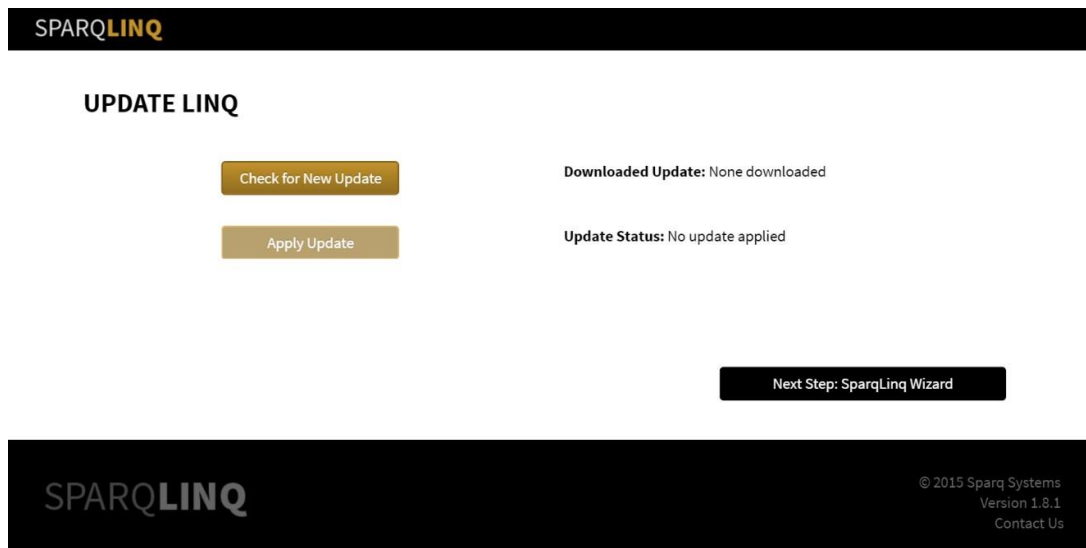 SPARQLINQ
UPDATE LINQ
Check for New Update
Downloaded Update: None downloaded
Apply Update
Update Status: No update applied
Next Step: SparqLinq Wizard
SPARQLINQ
© 2015 Sparq Systems
Version 1.8.1
Contact Us